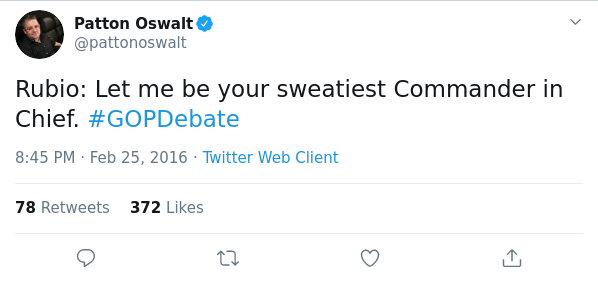 Patton Oswalt
@pattonoswalt
Rubio: Let me be your sweatiest Commander in
Chief. #GOPDebate
8:45 PM · Feb 25, 2016 · Twitter Web Client
78 Retweets 372 Likes